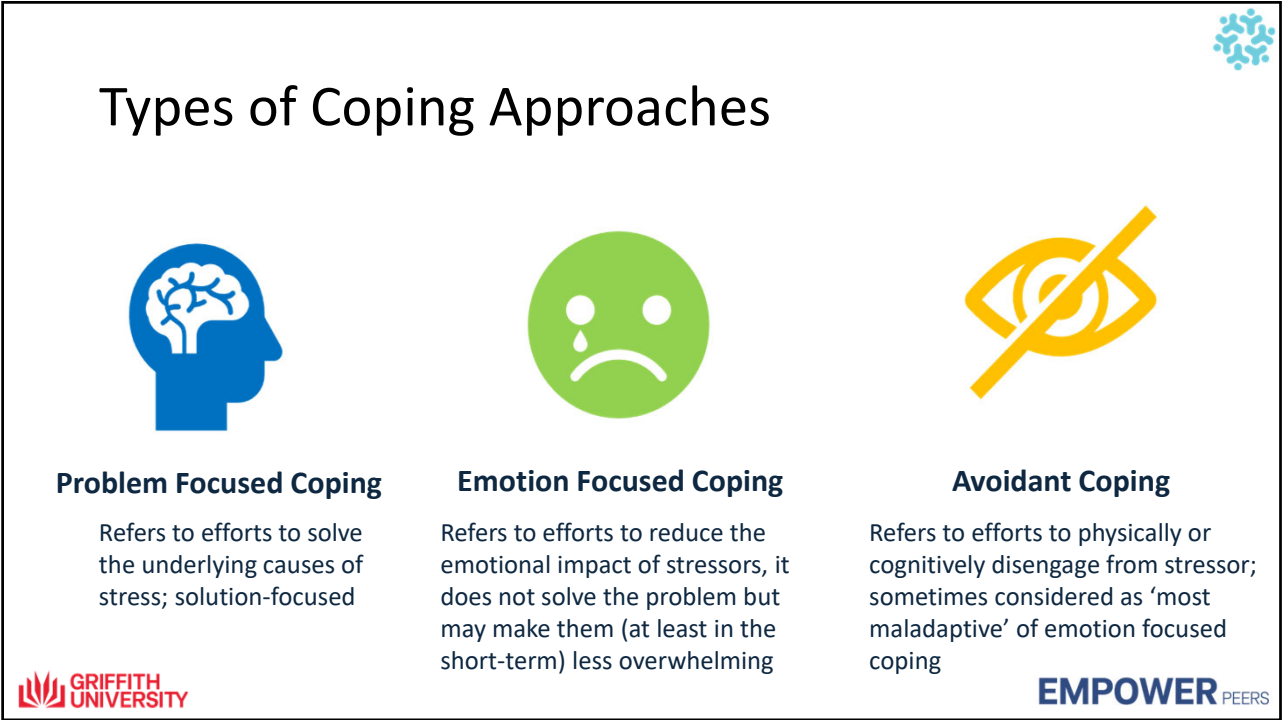 Types of Coping Approaches
Problem Focused Coping
Refers to efforts to solve
the underlying causes of
stress; solution-focused
Emotion Focused Coping
Refers to efforts to reduce the
emotional impact of stressors, it
does not solve the problem but
may make them (at least in the
short-term) less overwhelming
Avoidant Coping
Refers to efforts to physically or
cognitively disengage from stressor;
sometimes considered as ‘most
maladaptive’ of emotion focused
coping
GRIFFITH
UNIVERSITY
EMPOWER PEERS